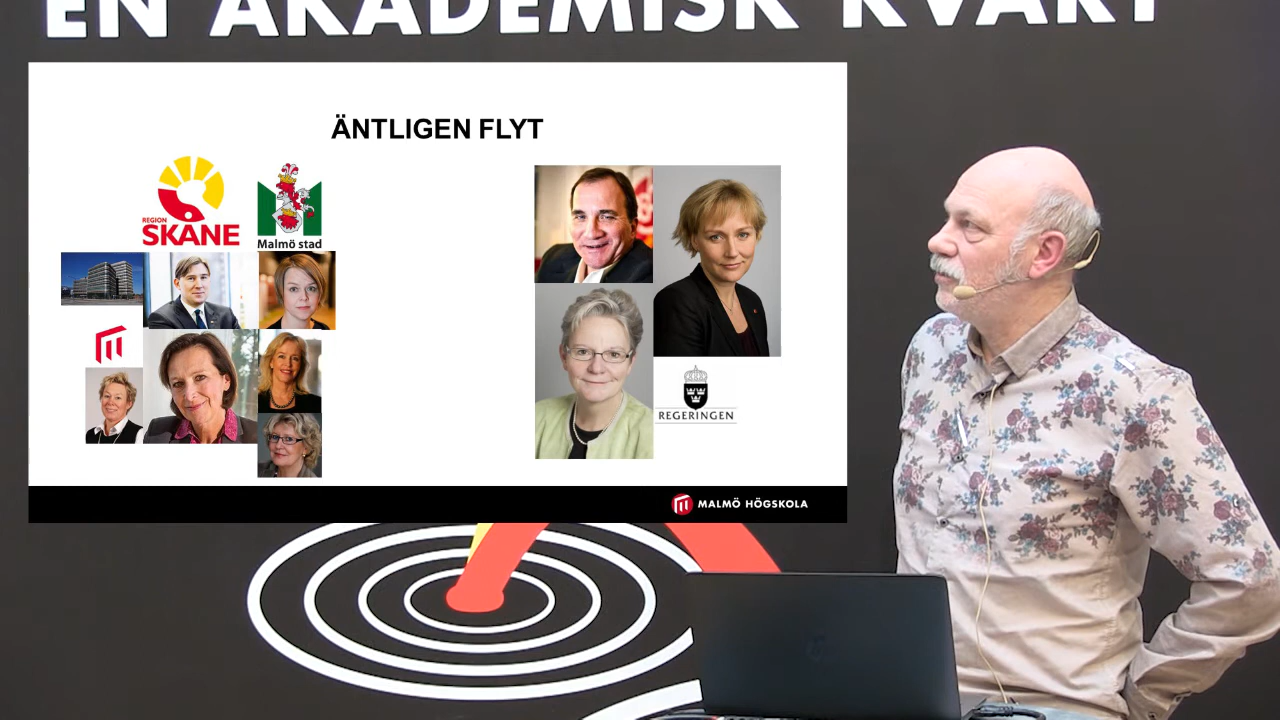 EN AKADEMISK KVART
ÄNTLIGEN FLYT
REGION
SKÅNE
Malmö stad
REGERINGEN
MALMÖ HÖGSKOLA